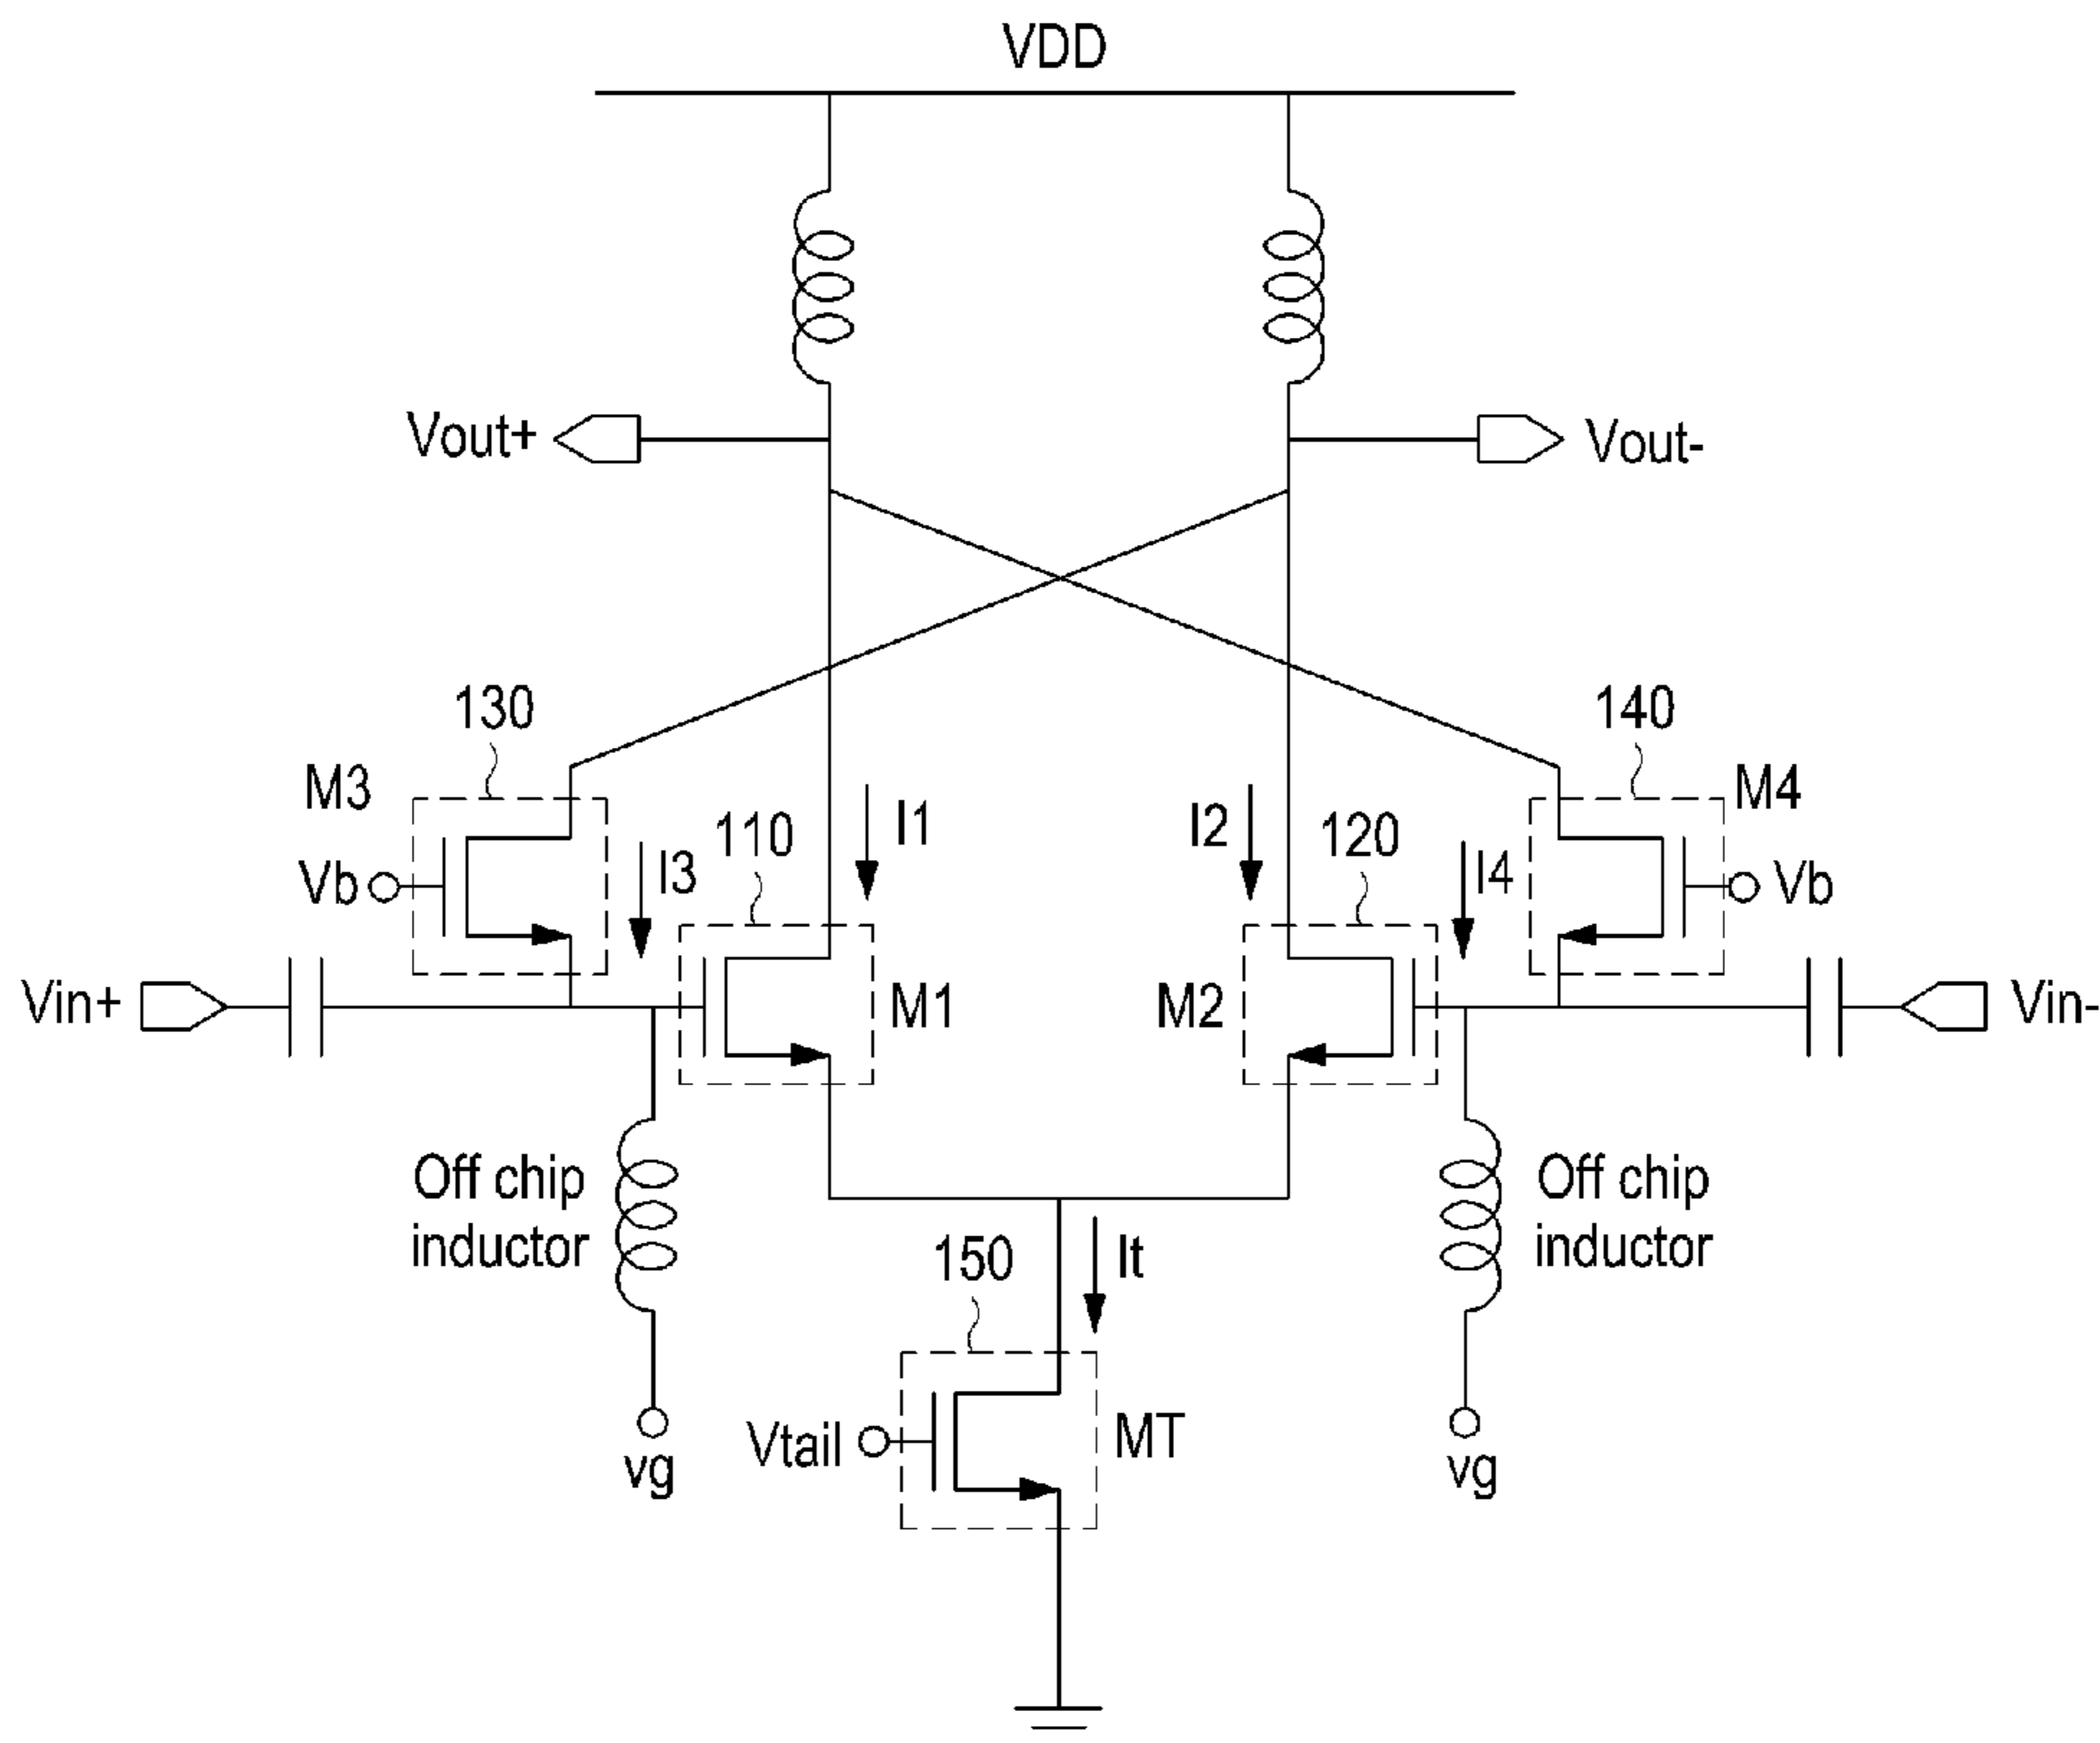 VDD
Vout+
Vout-
130
140
M3
M4
110
I1
I2
120
I3
I4
Vb
Vb
Vin+
M1
M2
Vin-
Off chip
inductor
Off chip
inductor
150
It
Vtail
MT
vg
vg